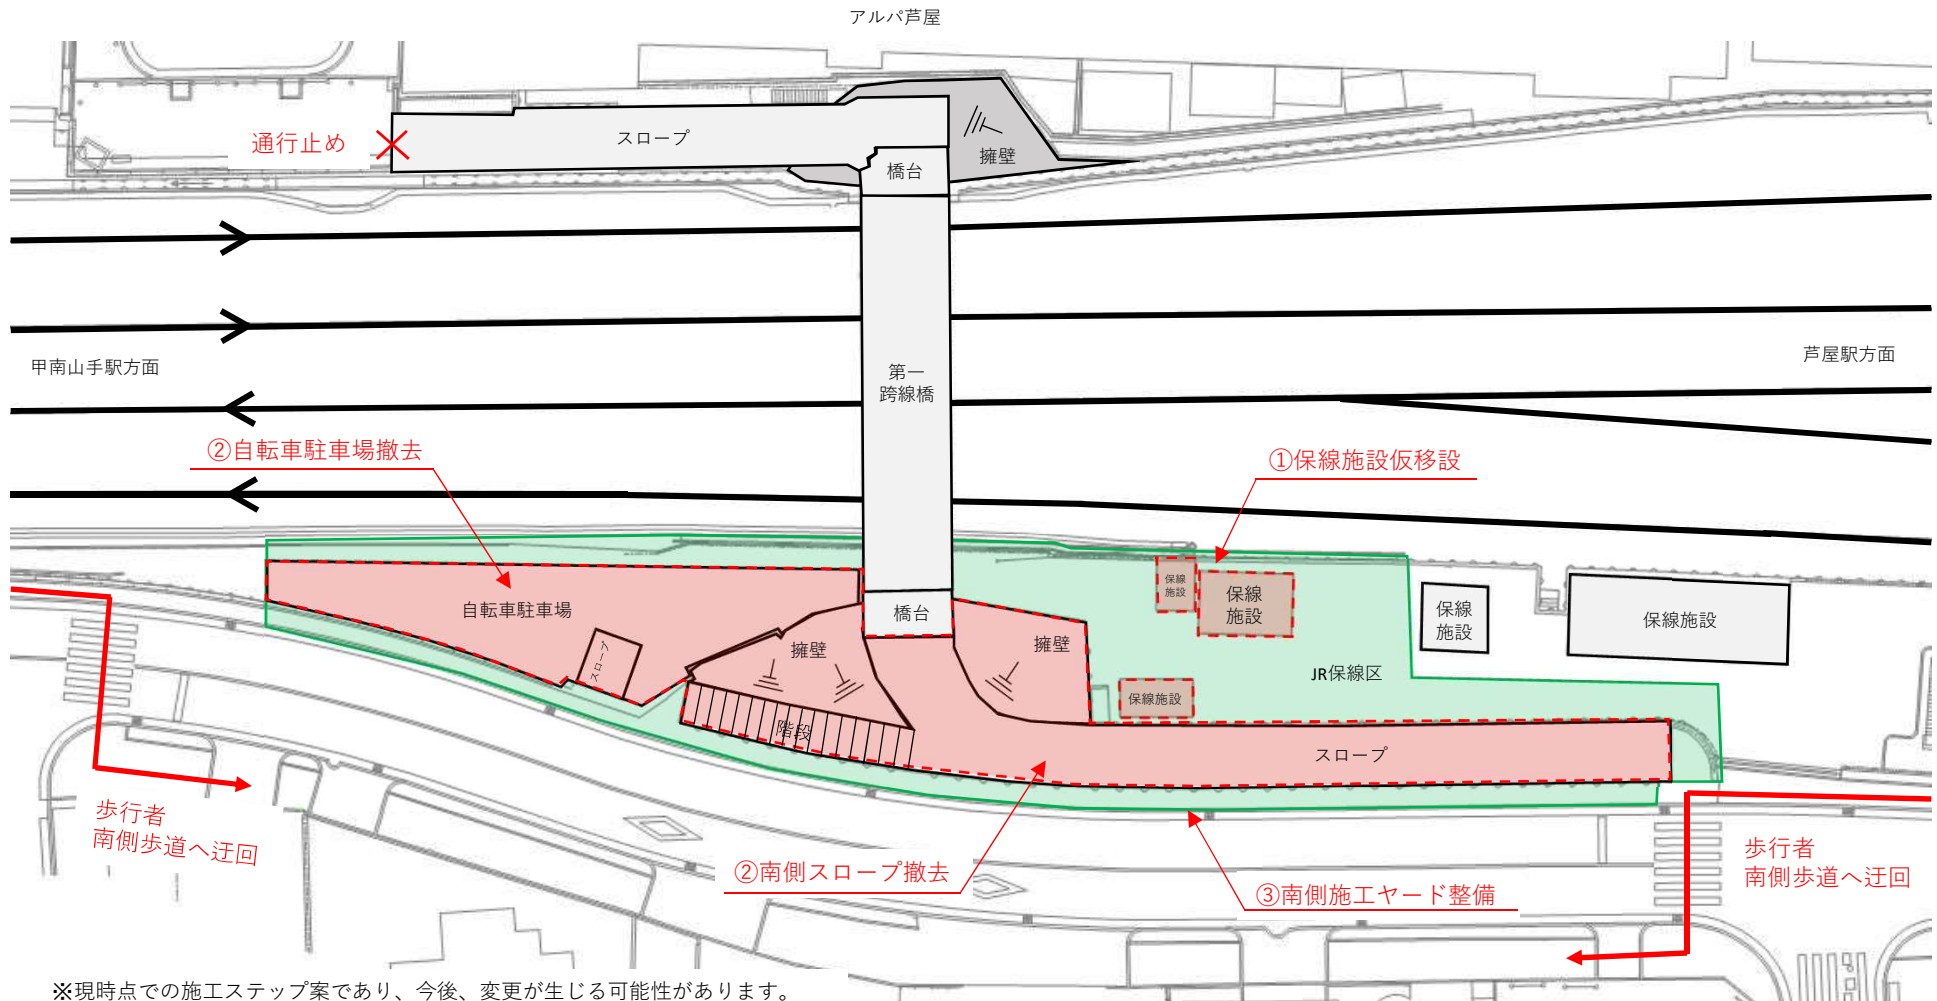 アルパ芦屋
通行止め
スロープ
擁壁
橋台
甲南山手駅方面
芦屋駅方面
第一
跨線橋
②自転車駐車場撤去
①保線施設仮移設
保線
施設
保線
施設
保線
施設
保線施設
自転車駐車場
橋台
スロープ
擁壁
擁壁
JR保線区
保線施設
階段
スロープ
歩行者
南側歩道へ迂回
②南側スロープ撤去
③南側施工ヤード整備
歩行者
南側歩道へ迂回
※現時点での施工ステップ案であり、今後、変更が生じる可能性があります。